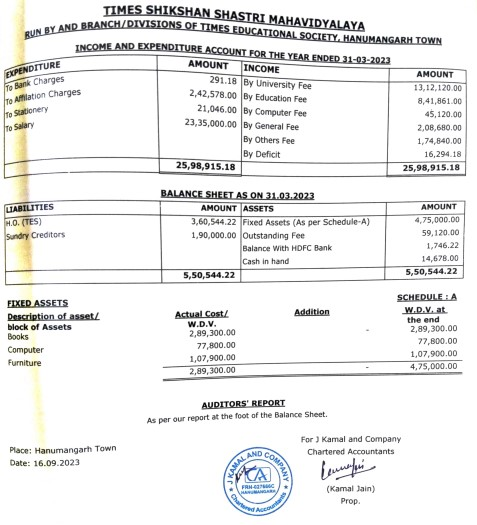 TIMES SHIKSHAN SHASTRI MAHAVIDYALAYA
RUN BY AND BRANCH/DIVISIONS OF TIMES EDUCATIONAL SOCIETY, HANUMANGARH TOWN
INCOME AND EXPENDITURE ACCOUNT FOR THE YEAR ENDED 31-03-2023
EXPENDITURE AMOUNT INCOME AMOUNT
To Bank Charges 291.18 By University Fee 13,12,120.00
To Affilation Charges 2,42,578.00 By Education Fee 8,41,861.00
To Stationery 21,046.00 By Computer Fee 45,120.00
To Salary 23,35,000.00 By General Fee 2,08,680.00
By Others Fee 1,74,840.00
By Deficit 16,294.18
25,98,915.18 25,98,915.18
BALANCE SHEET AS ON 31.03.2023
LIABILITIES AMOUNT ASSETS AMOUNT
H.O. (TES) 3,60,544.22 Fixed Assets (As per Schedule-A) 4,75,000.00
Sundry Creditors 1,90,000.00 Outstanding Fee 59,120.00
Balance With HDFC Bank 1,746.22
Cash in hand 14,678.00
5,50,544.22 5,50,544.22
SCHEDULE : A
FIXED ASSETS
Description of asset/ Actual Cost/ Addition W.D.V. at
block of Assets W.D.V. the end
Books 2,89,300.00 - 2,89,300.00
Computer 77,800.00 77,800.00
Furniture 1,07,900.00 1,07,900.00
2,89,300.00 - 4,75,000.00
AUDITORS' REPORT
As per our report at the foot of the Balance Sheet.
For J Kamal and Company
Place: Hanumangarh Town Chartered Accountants
Date: 16.09.2023
J KAMAL AND COMPANY
CA
FRN-027666C
HANUMANGARH
Chartered Accountants
(Kamal Jain)
Prop.